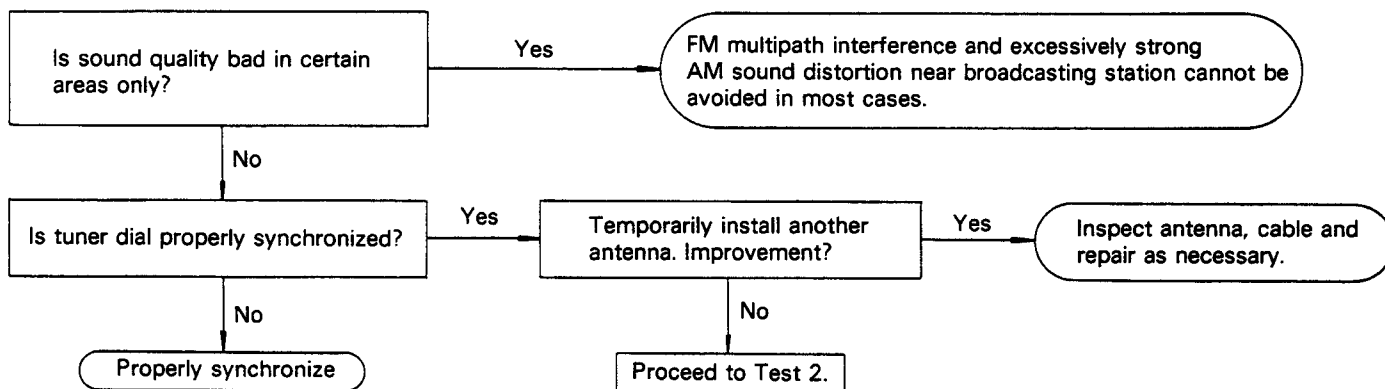 Is sound quality bad in certain
areas only?
Yes
FM multipath interference and excessively strong
AM sound distortion near broadcasting station cannot be
avoided in most cases.
No
Is tuner dial properly synchronized?
Yes
Temporarily install another
antenna. Improvement?
Yes
Inspect antenna, cable and
repair as necessary.
No
Properly synchronize
No
Proceed to Test 2.